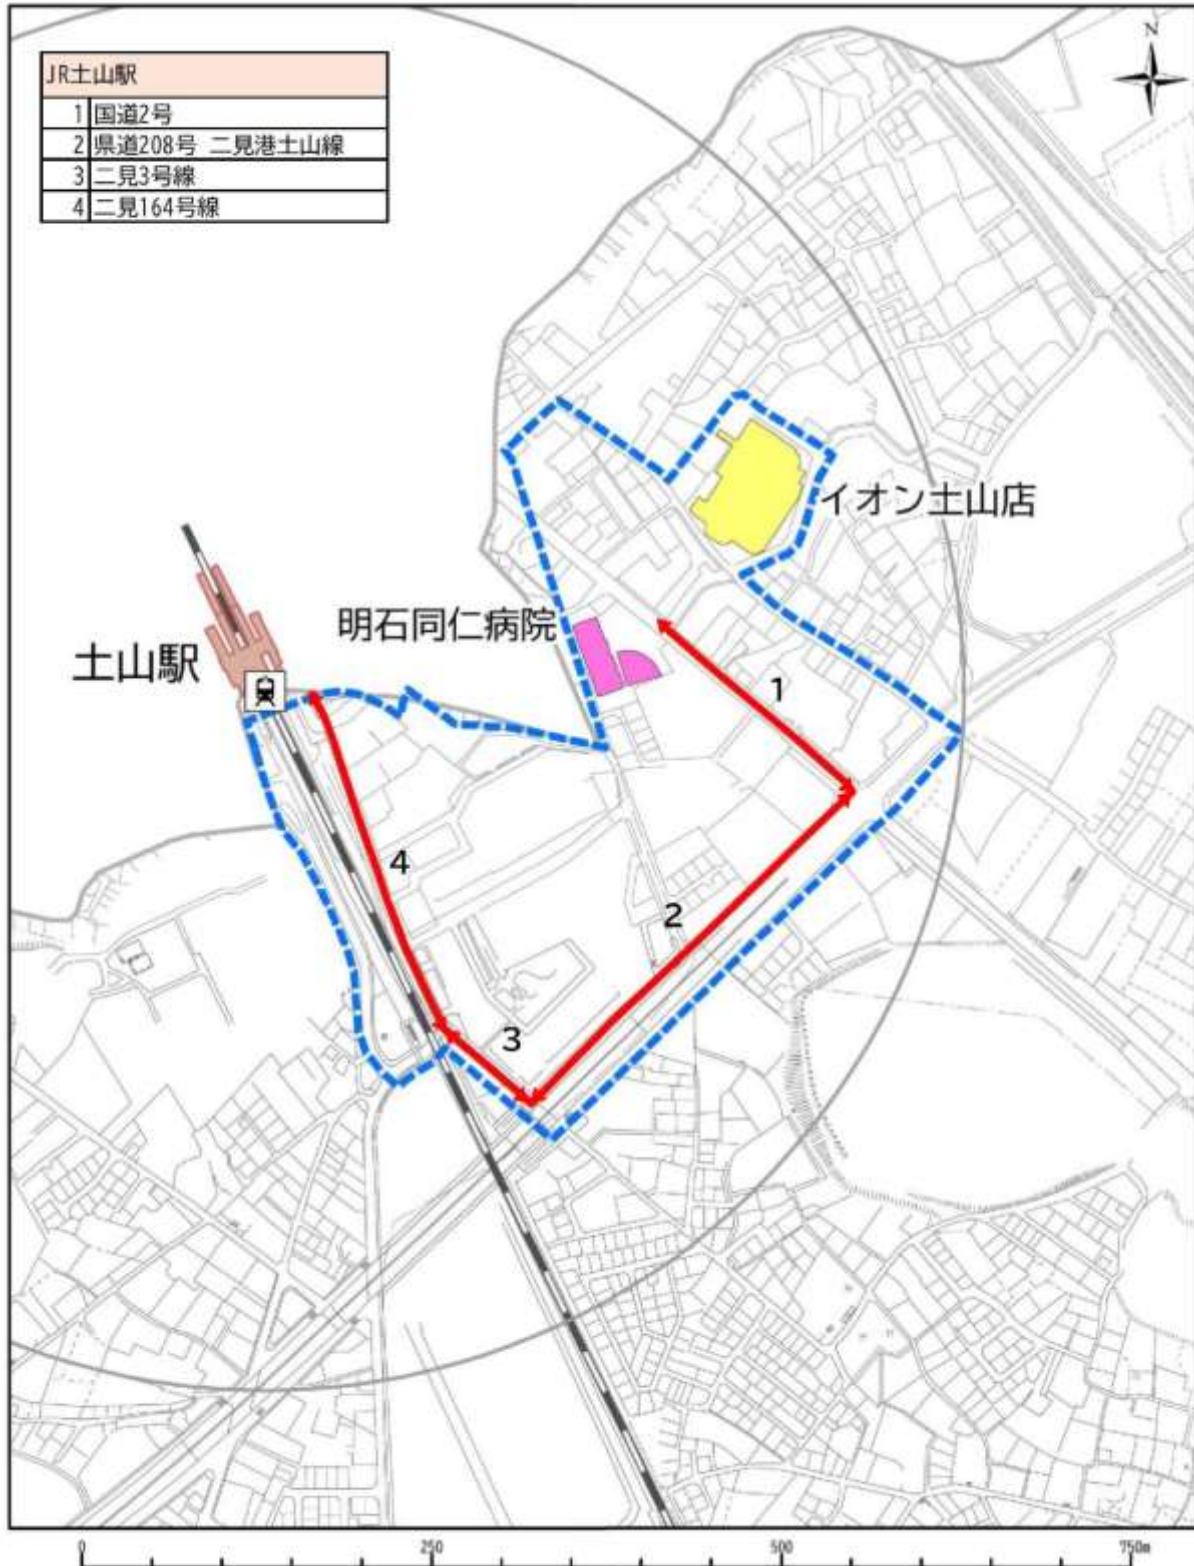 JR土山駅
1 国道2号
2 県道208号 二見港土山線
3 二見3号線
4 二見164号線
N
イオン土山店
明石同仁病院
土山駅
1
4
2
3
0 250 500 750m